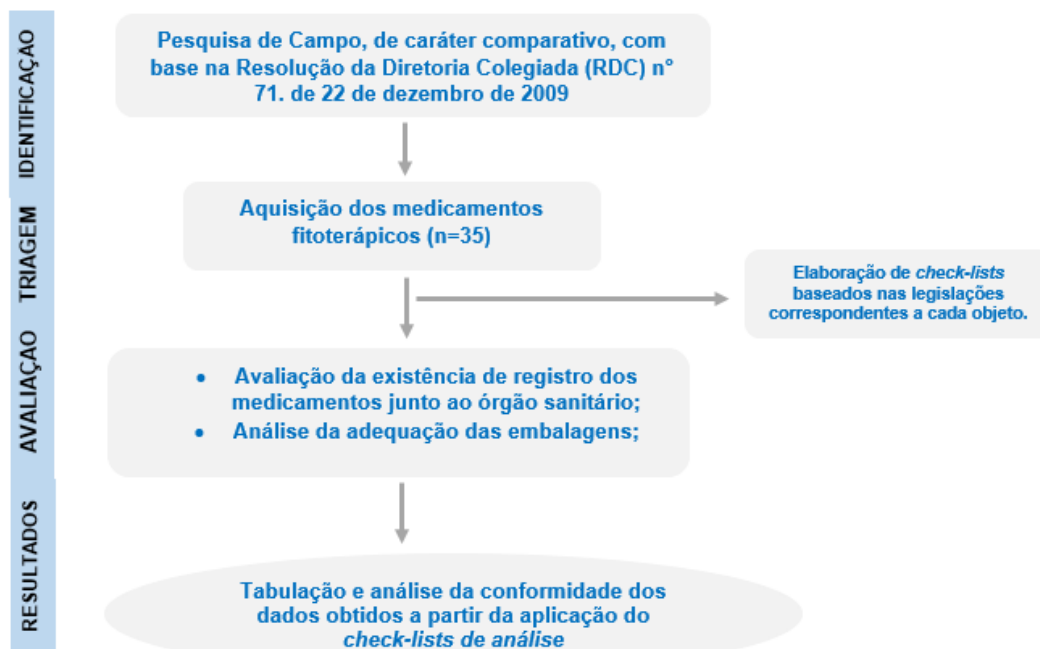 IDENTIFICAÇAO
Pesquisa de Campo, de caráter comparativo, com
base na Resolução da Diretoria Colegiada (RDC) n°
71. de 22 de dezembro de 2009
TRIAGEM
Aquisição dos medicamentos
fitoterápicos (n=35)
Elaboração de check-lists
baseados nas legislações
correspondentes a cada objeto.
AVALIAÇAO
• Avaliação da existência de registro dos
medicamentos junto ao órgão sanitário;
• Análise da adequação das embalagens;
RESULTADOS
Tabulação e análise da conformidade dos
dados obtidos a partir da aplicação do
check-lists de análise